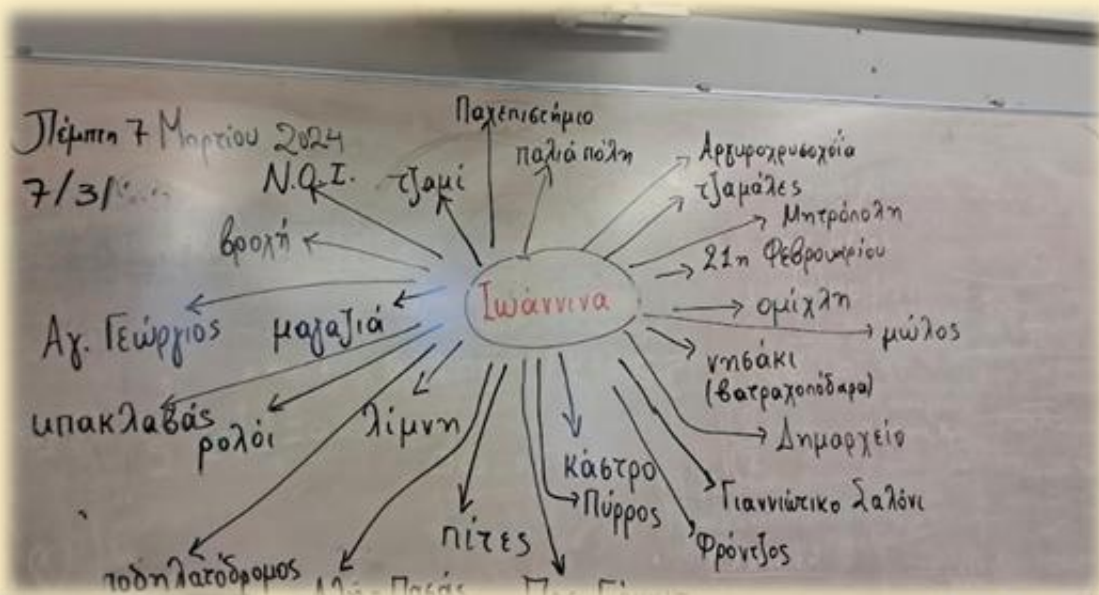 Πέμπτη 7 Μαρτίου 2024
7/3/
Ν.Ο.Ι.
τζαμί
Πανεπιστήμιο
παλιά πόλη
Αργυροχρυσοχοΐα
τζαμάλες
Μητρόπολη
21η Φεβρουαρίου
βροχή
Ιωάννινα
ομίχλη
μώλος
Αγ. Γεώργιος
μαγαζιά
νησάκι
(βατραχοπόδαρα)
μπακλαβάς
ρολόι
λίμνη
Δημαρχείο
κάστρο
Πύρρος
Γιαννιώτικο Σαλόνι
πίτες
Φρόντζος
ποδηλατόδρομος